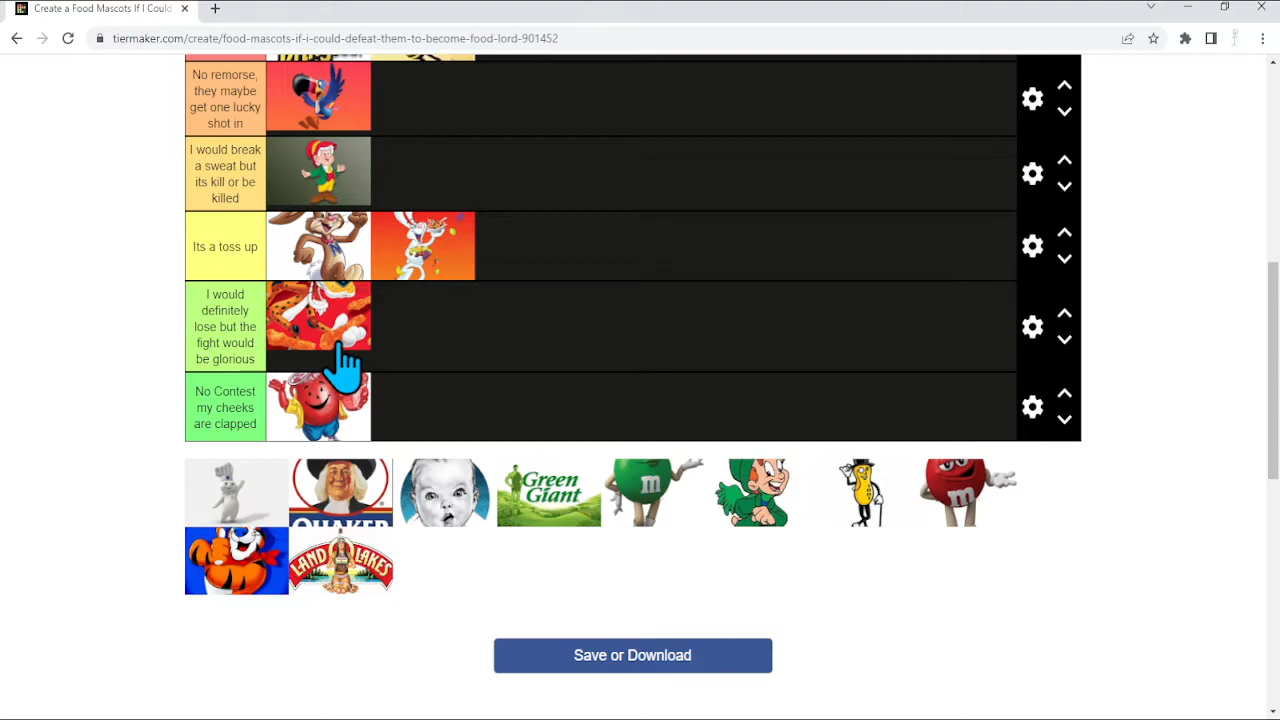 Create a Food Mascots If I Could
tiermaker.com/create/food-mascots-if-i-could-defeat-them-to-become-food-lord-901452
No remorse,
they maybe
get one lucky
shot in
I would break
a sweat but
its kill or be
killed
Its a toss up
N
I would
definitely
lose but the
fight would
be glorious
No Contest
my cheeks
are clapped
QUAKER
Green
Giant
m
m
LAND O LAKES
Save or Download